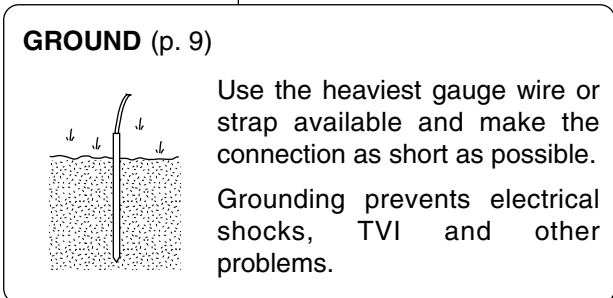 GROUND (p. 9)
Use the heaviest gauge wire or
strap available and make the
connection as short as possible.
Grounding prevents electrical
shocks, TVI and other
problems.